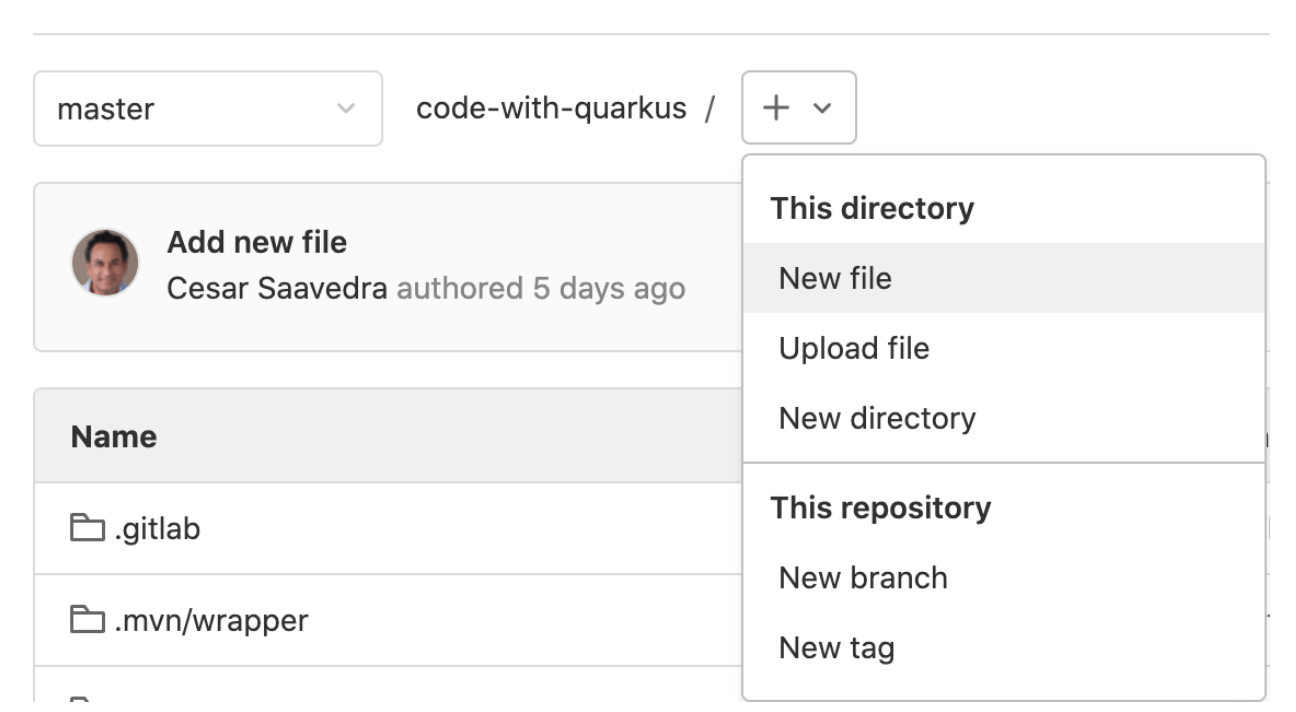 master
code-with-quarkus /
This directory
New file
Upload file
New directory
This repository
New branch
New tag
Add new file
Cesar Saavedra authored 5 days ago
Name
.gitlab
.mvn/wrapper